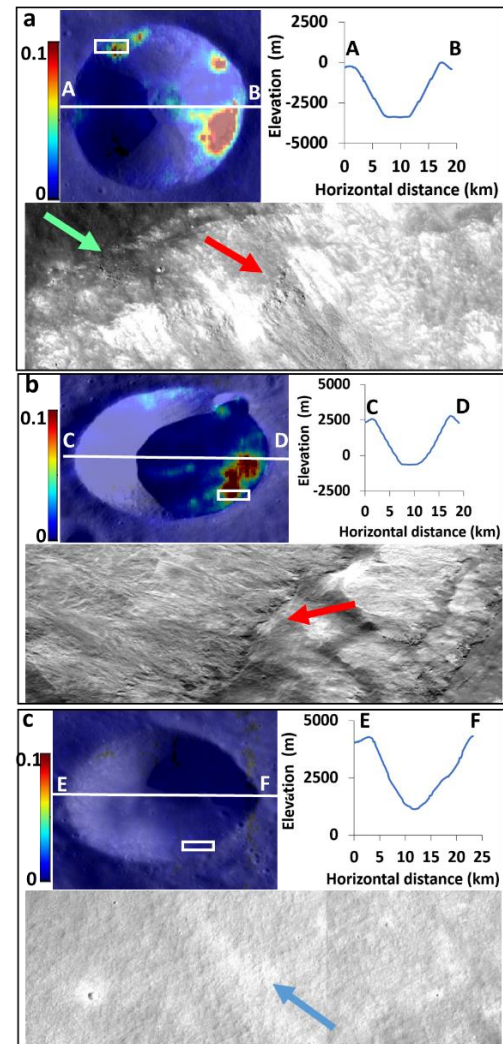 a
0.1
0
A
B
Elevation (m)
2500
0
-2500
-5000
A
B
0 5 10 15 20
Horizontal distance (km)
b
0.1
0
C
D
Elevation (m)
5000
2500
0
-2500
C
D
0 5 10 15 20
Horizontal distance (km)
c
0.1
0
E
F
Elevation (m)
5000
2500
0
E
F
0 5 10 15 20 25
Horizontal distance (km)